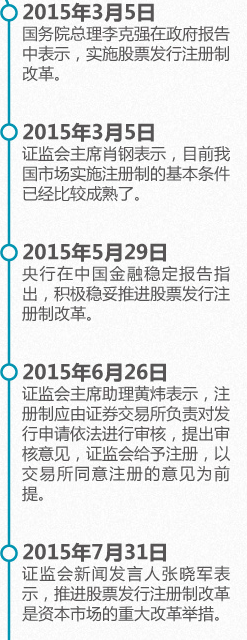 2015年3月5日
国务院总理李克强在政府报告
中表示，实施股票发行注册制
改革。
2015年3月5日
证监会主席肖钢表示，目前我
国市场实施注册制的基本条件
已经比较成熟了。
2015年5月29日
央行在中国金融稳定报告指
出，积极稳妥推进股票发行注
册制改革。
2015年6月26日
证监会主席助理黄炜表示，注
册制应由证券交易所负责对发
行申请依法进行审核，提出审
核意见，证监会给予注册，以
交易所同意注册的意见为前
提。
2015年7月31日
证监会新闻发言人张晓军表
示，推进股票发行注册制改革
是资本市场的重大改革举措。